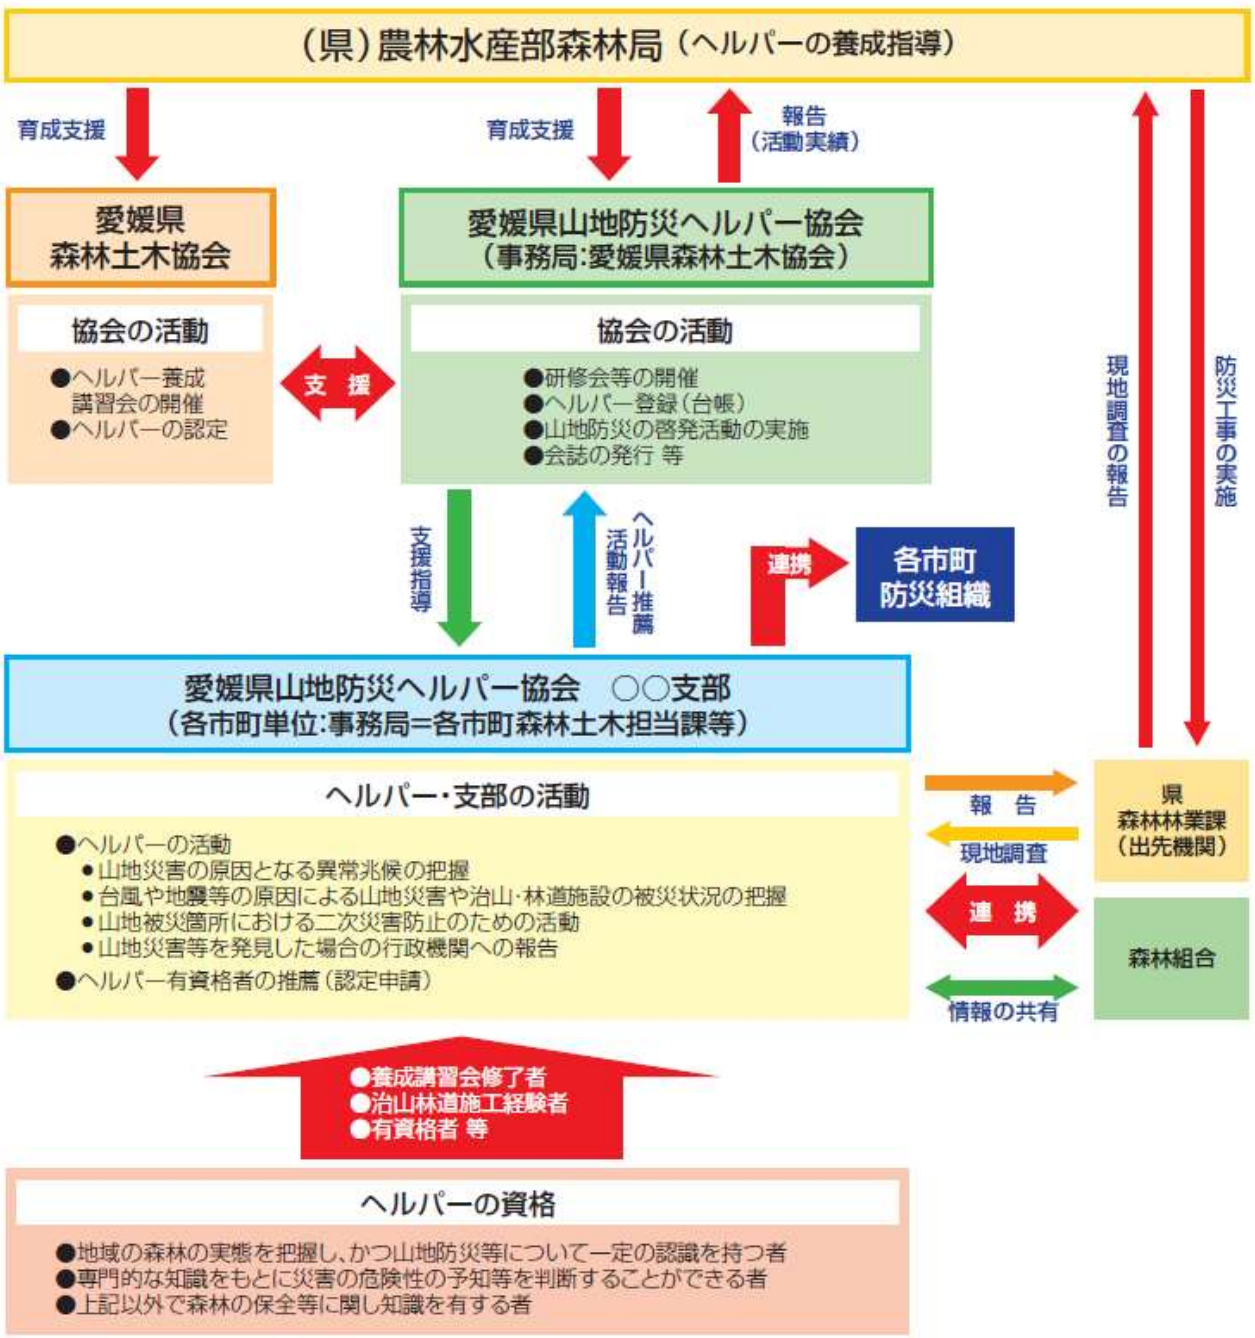 （県）農林水産部森林局（ヘルパーの養成指導）
育成支援
育成支援
報告
（活動実績）
愛媛県
森林土木協会
愛媛県山地防災ヘルパー協会
（事務局：愛媛県森林土木協会）
協会の活動
●ヘルパー養成
講習会の開催
●ヘルパーの認定
支 援
協会の活動
●研修会等の開催
●ヘルパー登録（台帳）
●山地防災の啓発活動の実施
●会誌の発行 等
現地調査の報告
防災工事の実施
支援指導
ヘルパー推薦
活動報告
連携
各市町
防災組織
愛媛県山地防災ヘルパー協会　○○支部
（各市町単位：事務局＝各市町森林土木担当課等）
ヘルパー・支部の活動
●ヘルパーの活動
●山地災害の原因となる異常兆候の把握
●台風や地震等の原因による山地災害や治山・林道施設の被災状況の把握
●山地被災箇所における二次災害防止のための活動
●山地災害等を発見した場合の行政機関への報告
●ヘルパー有資格者の推薦（認定申請）
報 告
現地調査
連 携
情報の共有
県
森林林業課
（出先機関）
森林組合
●養成講習会修了者
●治山林道施工経験者
●有資格者 等
ヘルパーの資格
●地域の森林の実態を把握し、かつ山地防災等について一定の認識を持つ者
●専門的な知識をもとに災害の危険性の予知等を判断することができる者
●上記以外で森林の保全等に関し知識を有する者